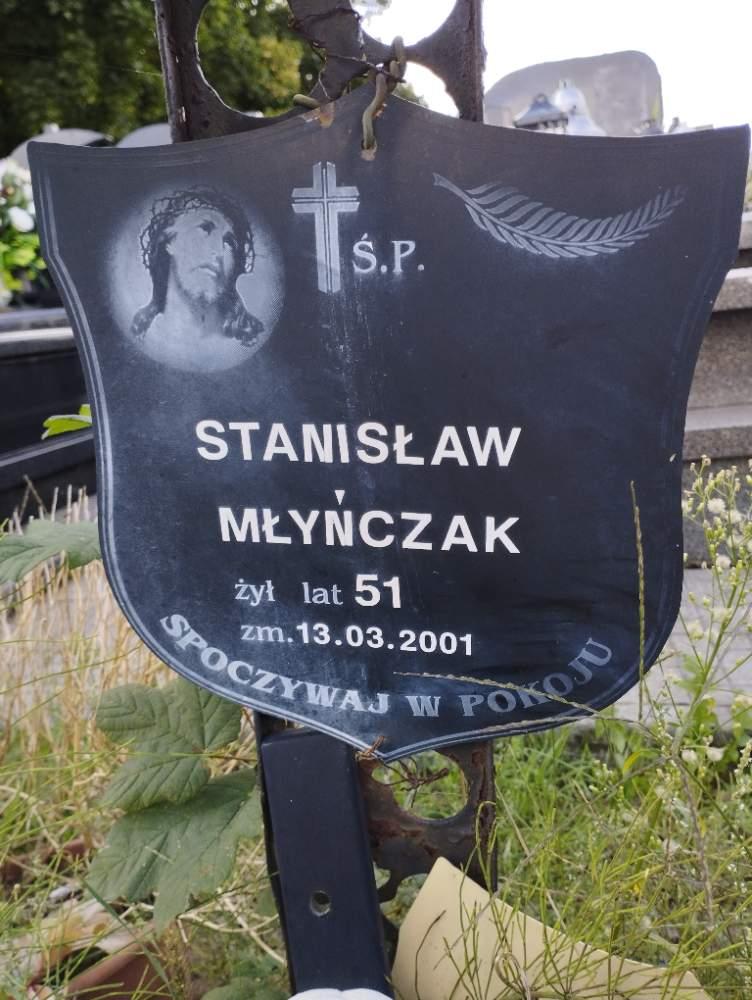 Ś.P.
STANISŁAW
MŁYŃCZAK
żył lat 51
zm. 13.03.2001
SPOCZYWAJ W POKOJU